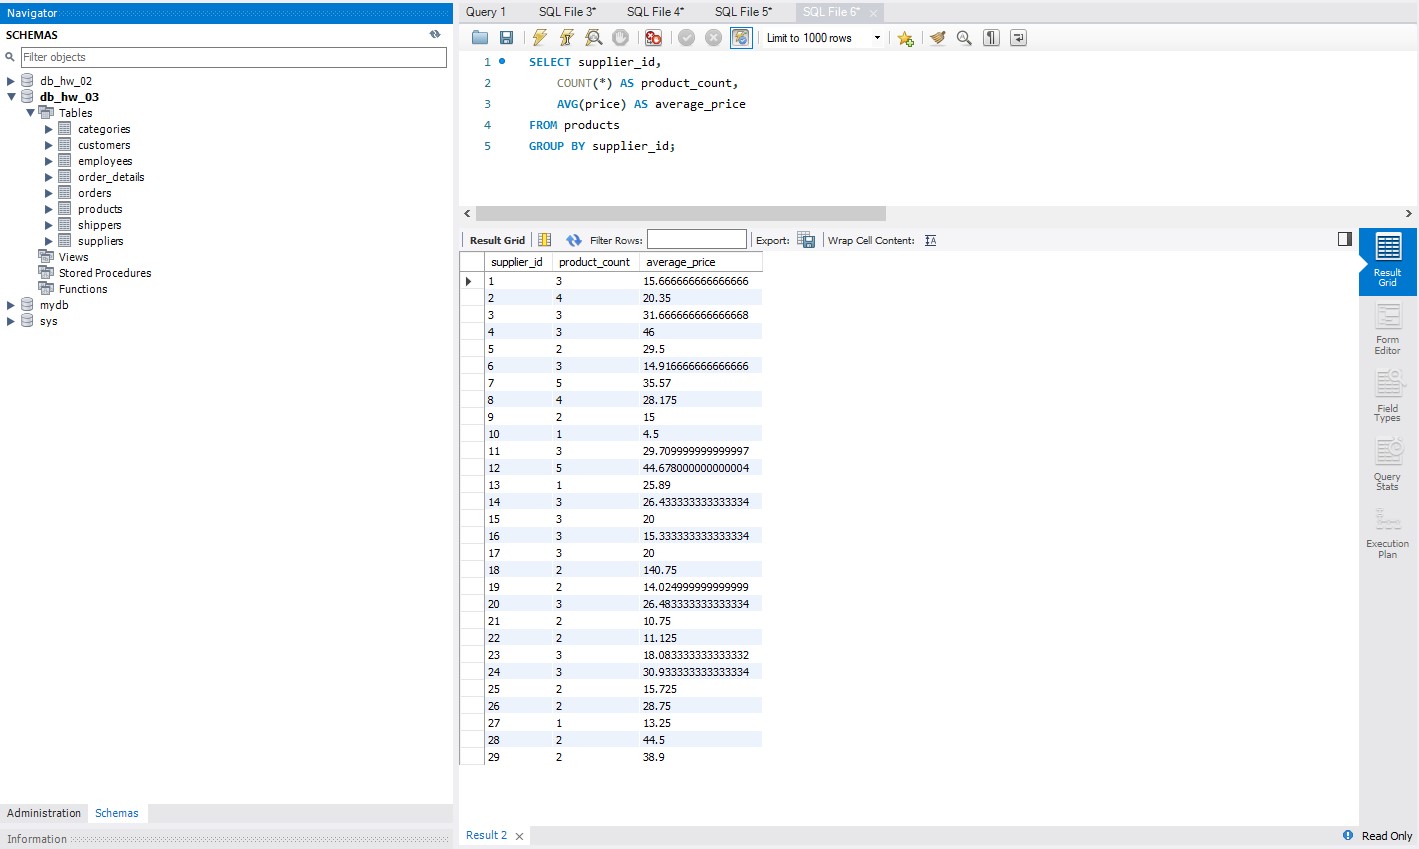 Navigator
SCHEMAS
Filter objects
db_hw_02
db_hw_03
Tables
categories
customers
employees
order_details
orders
products
shippers
suppliers
Views
Stored Procedures
Functions
mydb
sys
Administration Schemas
Information
Query 1 SQL File 3* SQL File 4* SQL File 5* SQL File 6*
Limit to 1000 rows
1 SELECT supplier_id,
2 COUNT(*) AS product_count,
3 AVG(price) AS average_price
4 FROM products
5 GROUP BY supplier_id;
Result Grid Filter Rows: Export: Wrap Cell Content:
supplier_id product_count average_price
1 3 15.666666666666666
2 4 20.35
3 3 31.666666666666668
4 3 46
5 2 29.5
6 3 14.916666666666666
7 5 35.57
8 4 28.175
9 2 15
10 1 4.5
11 3 29.709999999999997
12 5 44.678000000000004
13 1 25.89
14 3 26.433333333333334
15 3 20
16 3 15.333333333333334
17 3 20
18 2 140.75
19 2 14.024999999999999
20 3 26.483333333333334
21 2 10.75
22 2 11.125
23 3 18.083333333333332
24 3 30.933333333333334
25 2 15.725
26 2 28.75
27 1 13.25
28 2 44.5
29 2 38.9
Result
Grid
Form
Editor
Field
Types
Query
Stats
Execution
Plan
Result 2
Read Only